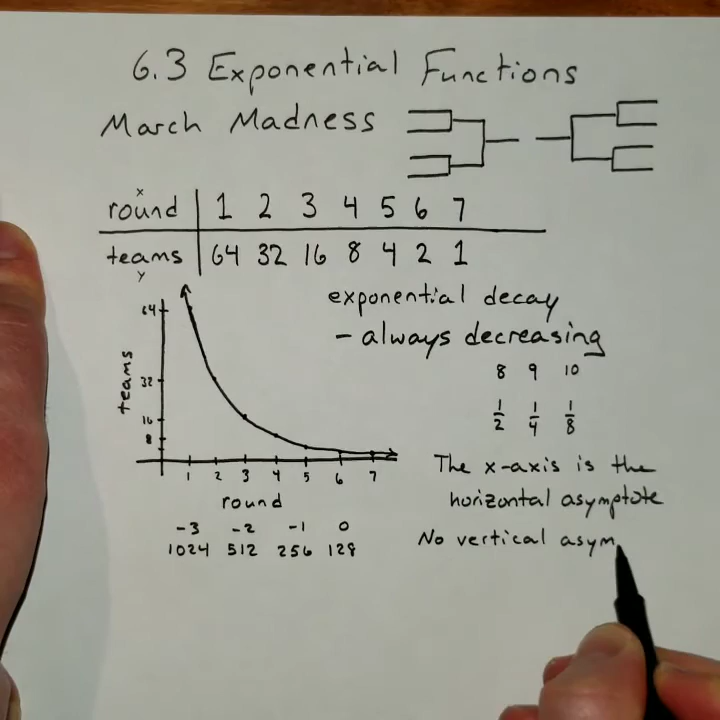 6.3 Exponential Functions
March Madness
x
round 1 2 3 4 5 6 7
teams 64 32 16 8 4 2 1
y
exponential decay
- always decreasing
8 9 10
1/2 1/4 1/8
64
32
16
8
teams
1 2 3 4 5 6 7
round
-3 -2 -1 0
1024 512 256 128
The x-axis is the
horizontal asymptote
No vertical asym